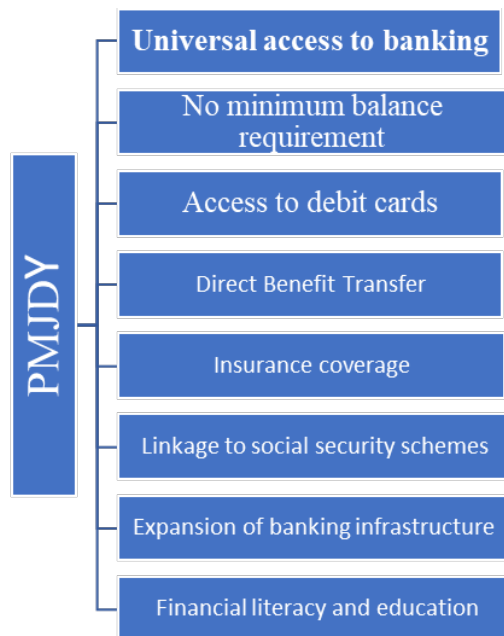 PMJDY
Universal access to banking
No minimum balance
requirement
Access to debit cards
Direct Benefit Transfer
Insurance coverage
Linkage to social security schemes
Expansion of banking infrastructure
Financial literacy and education